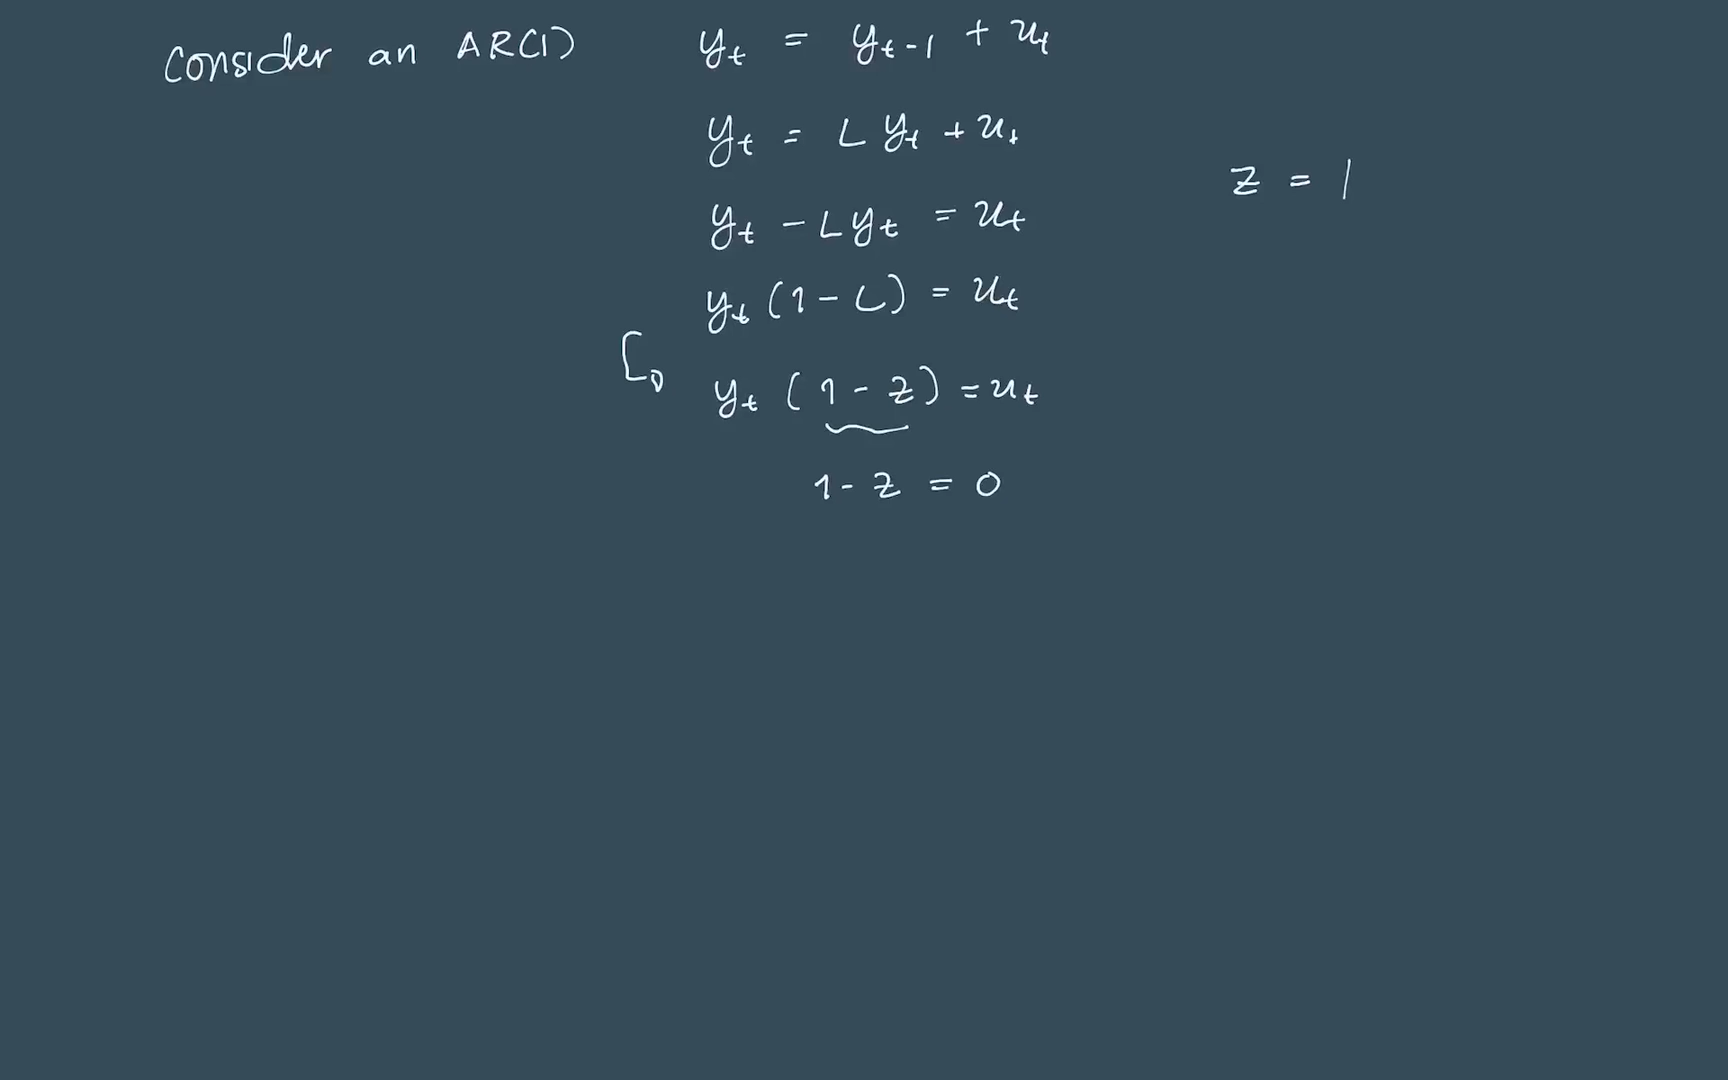 Consider an AR(1) yₜ = yₜ₋₁ + uₜ
yₜ = L yₜ + uₜ
z = 1
yₜ - L yₜ = uₜ
yₜ (1 - L) = uₜ
yₜ (1 - z) = uₜ
1 - z = 0